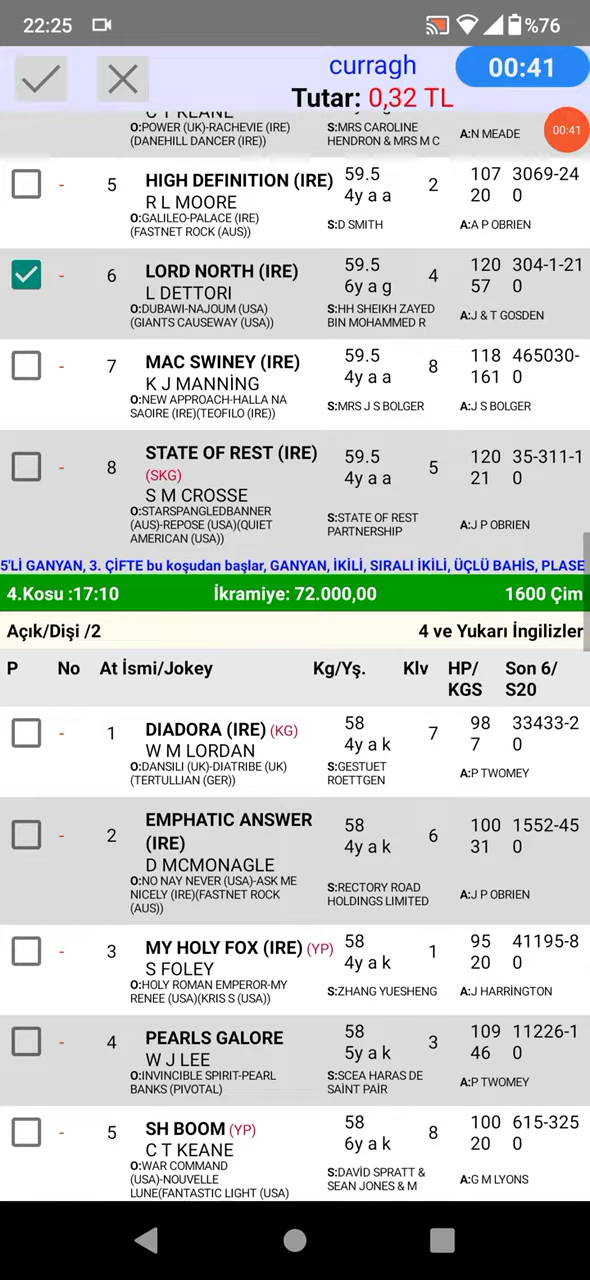 22:25 %76
curragh 00:41
Tutar: 0,32 TL
00:41
C T KEANE
O:POWER (UK)-RACHEVIE (IRE) S:MRS CAROLINE A:N MEADE
(DANEHILL DANCER (IRE)) HENDRON & MRS M C
- 5 HIGH DEFINITION (IRE) 59.5 2 107 3069-24
R L MOORE 4y a a 20 0
O:GALILEO-PALACE (IRE) S:D SMITH A:A P OBRIEN
(FASTNET ROCK (AUS))
- 6 LORD NORTH (IRE) 59.5 4 120 304-1-21
L DETTORI 6y a g 57 0
O:DUBAWI-NAJOUM (USA) S:HH SHEIKH ZAYED A:J & T GOSDEN
(GIANTS CAUSEWAY (USA)) BIN MOHAMMED R
- 7 MAC SWINEY (IRE) 59.5 8 118 465030-
K J MANNİNG 4y a a 161 0
O:NEW APPROACH-HALLA NA S:MRS J S BOLGER A:J S BOLGER
SAOIRE (IRE)(TEOFILO (IRE))
- 8 STATE OF REST (IRE) 59.5 5 120 35-311-1
(SKG) 4y a a 21 0
S M CROSSE
O:STARSPANGLEDBANNER S:STATE OF REST A:J P OBRIEN
(AUS)-REPOSE (USA)(QUIET PARTNERSHIP
AMERICAN (USA))
5'Lİ GANYAN, 3. ÇİFTE bu koşudan başlar, GANYAN, İKİLİ, SIRALI İKİLİ, ÜÇLÜ BAHİS, PLASE
4.Kosu :17:10 İkramiye: 72.000,00 1600 Çim
Açık/Dişi /2 4 ve Yukarı İngilizler
P No At İsmi/Jokey Kg/Yş. Klv HP/ Son 6/
KGS S20
- 1 DIADORA (IRE) (KG) 58 7 98 33433-2
W M LORDAN 4y a k 7 0
O:DANSILI (UK)-DIATRIBE (UK) S:GESTUET A:P TWOMEY
(TERTULLIAN (GER)) ROETTGEN
- 2 EMPHATIC ANSWER 58 6 100 1552-45
(IRE) 4y a k 31 0
D MCMONAGLE
O:NO NAY NEVER (USA)-ASK ME S:RECTORY ROAD A:J P OBRIEN
NICELY (IRE)(FASTNET ROCK HOLDINGS LIMITED
(AUS))
- 3 MY HOLY FOX (IRE) (YP) 58 1 95 41195-8
S FOLEY 4y a k 20 0
O:HOLY ROMAN EMPEROR-MY S:ZHANG YUESHENG A:J HARRİNGTON
RENEE (USA)(KRIS S (USA))
- 4 PEARLS GALORE 58 3 109 11226-1
W J LEE 5y a k 46 0
O:INVINCIBLE SPIRIT-PEARL S:SCEA HARAS DE A:P TWOMEY
BANKS (PIVOTAL) SAİNT PAİR
- 5 SH BOOM (YP) 58 8 100 615-325
C T KEANE 6y a k 20 0
O:WAR COMMAND S:DAVİD SPRATT & A:G M LYONS
(USA)-NOUVELLE SEAN JONES & M
LUNE(FANTASTIC LIGHT (USA)